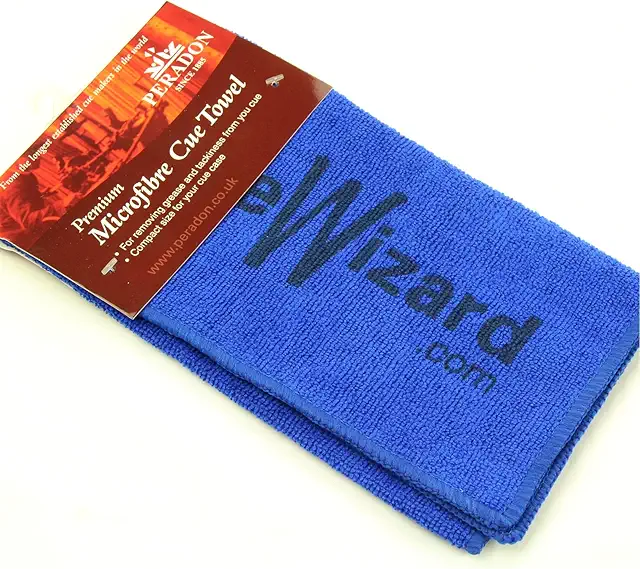 From the longest established cue makers in the world
PERADON
SINCE 1885
Premium
Microfibre Cue Towel
: For removing grease and tackiness from you cue
: Compact size for your cue case
www.peradon.co.uk
eWizard
.com